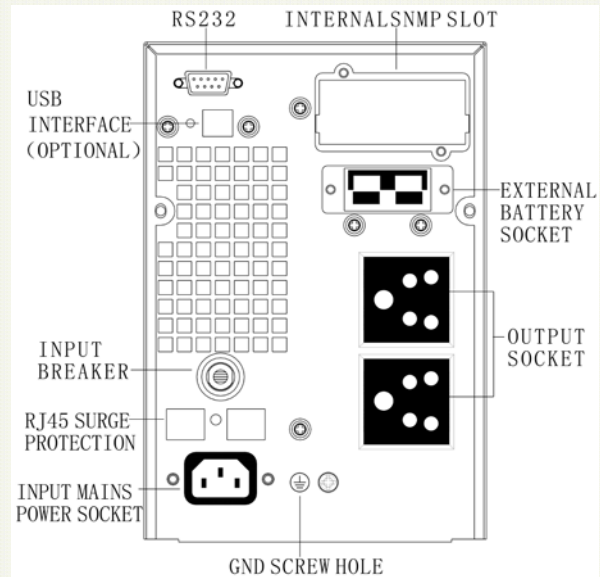 RS232
INTERNALSNMP SLOT
USB
INTERFACE
(OPTIONAL)
EXTERNAL
BATTERY
SOCKET
OUTPUT
SOCKET
INPUT
BREAKER
RJ45 SURGE
PROTECTION
INPUT MAINS
POWER SOCKET
GND SCREW HOLE